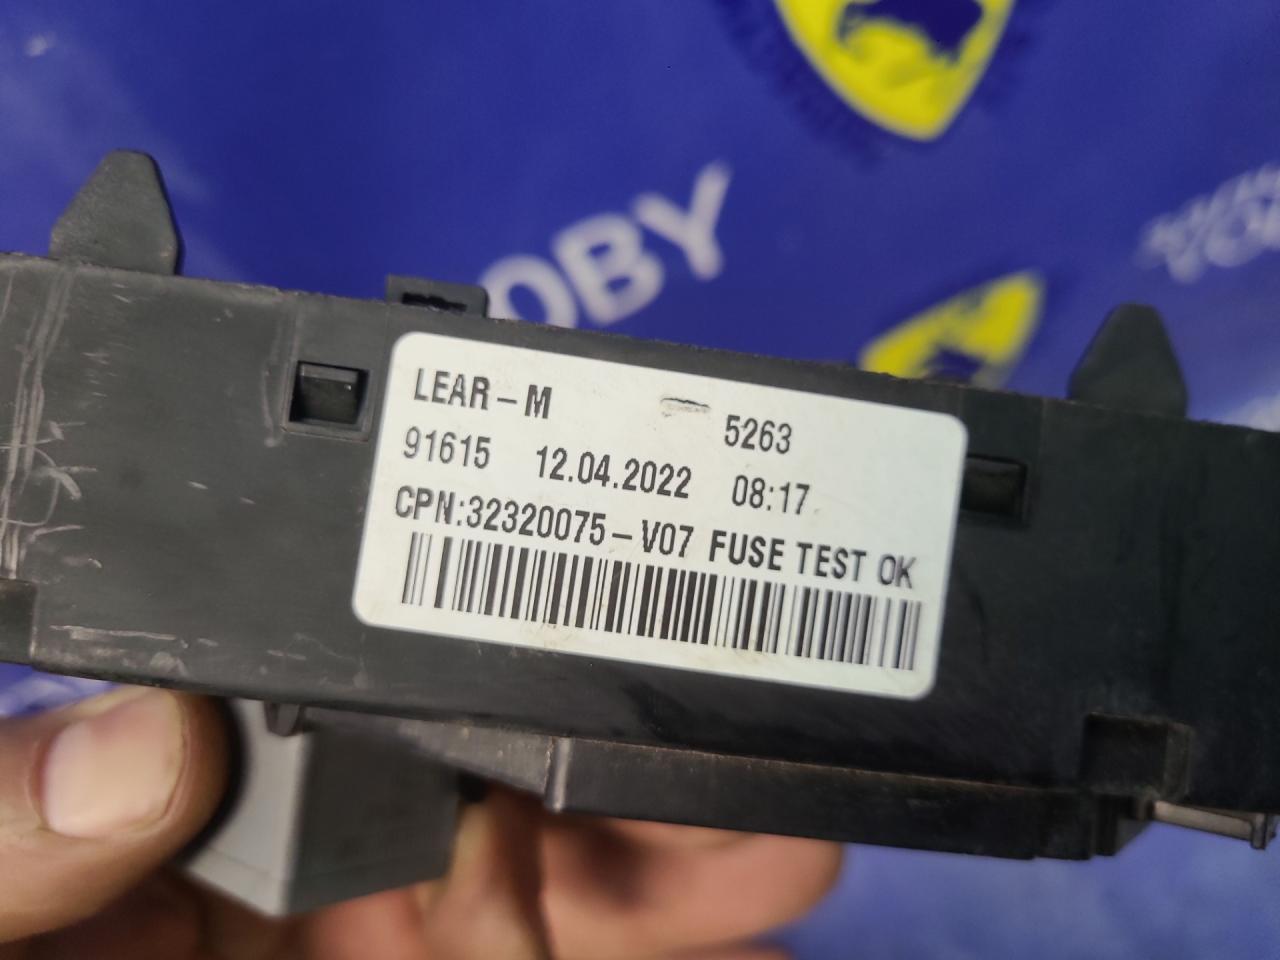 OBY
LEAR-M 5263
91615 12.04.2022 08:17
CPN:32320075-V07 FUSE TEST OK